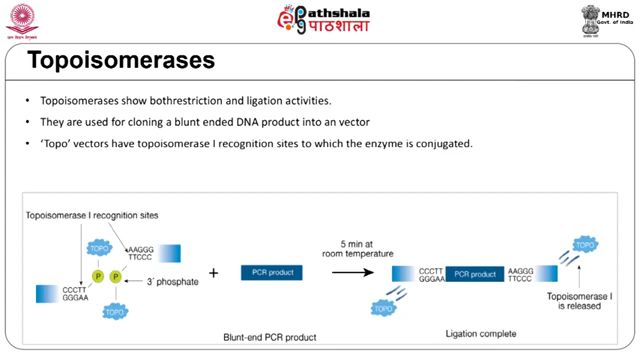 Pathshala
पाठशाला
MHRD
Govt. of India
Topoisomerases
• Topoisomerases show bothrestriction and ligation activities.
• They are used for cloning a blunt ended DNA product into an vector
• ‘Topo’ vectors have topoisomerase I recognition sites to which the enzyme is conjugated.
Topoisomerase I recognition sites
TOPO
AAGGG
TTCCC
P P
3´ phosphate
CCCTT
GGGAA
TOPO
+
PCR product
Blunt-end PCR product
5 min at
room temperature
CCCTT
GGGAA
PCR product
AAGGG
TTCCC
TOPO
TOPO
Topoisomerase I
is released
Ligation complete